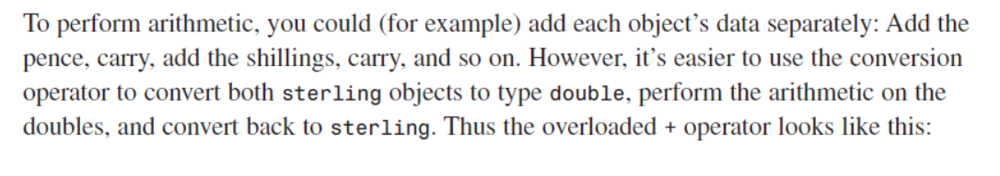 To perform arithmetic, you could (for example) add each object’s data separately: Add the
pence, carry, add the shillings, carry, and so on. However, it’s easier to use the conversion
operator to convert both sterling objects to type double, perform the arithmetic on the
doubles, and convert back to sterling. Thus the overloaded + operator looks like this: